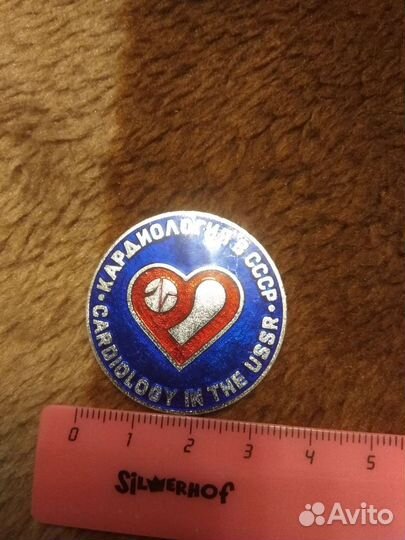 КАРДИОЛОГИЯ В СССР
• CARDIOLOGY IN THE USSR •
0 1 2 3 4 5
SILWERHOF
Avito